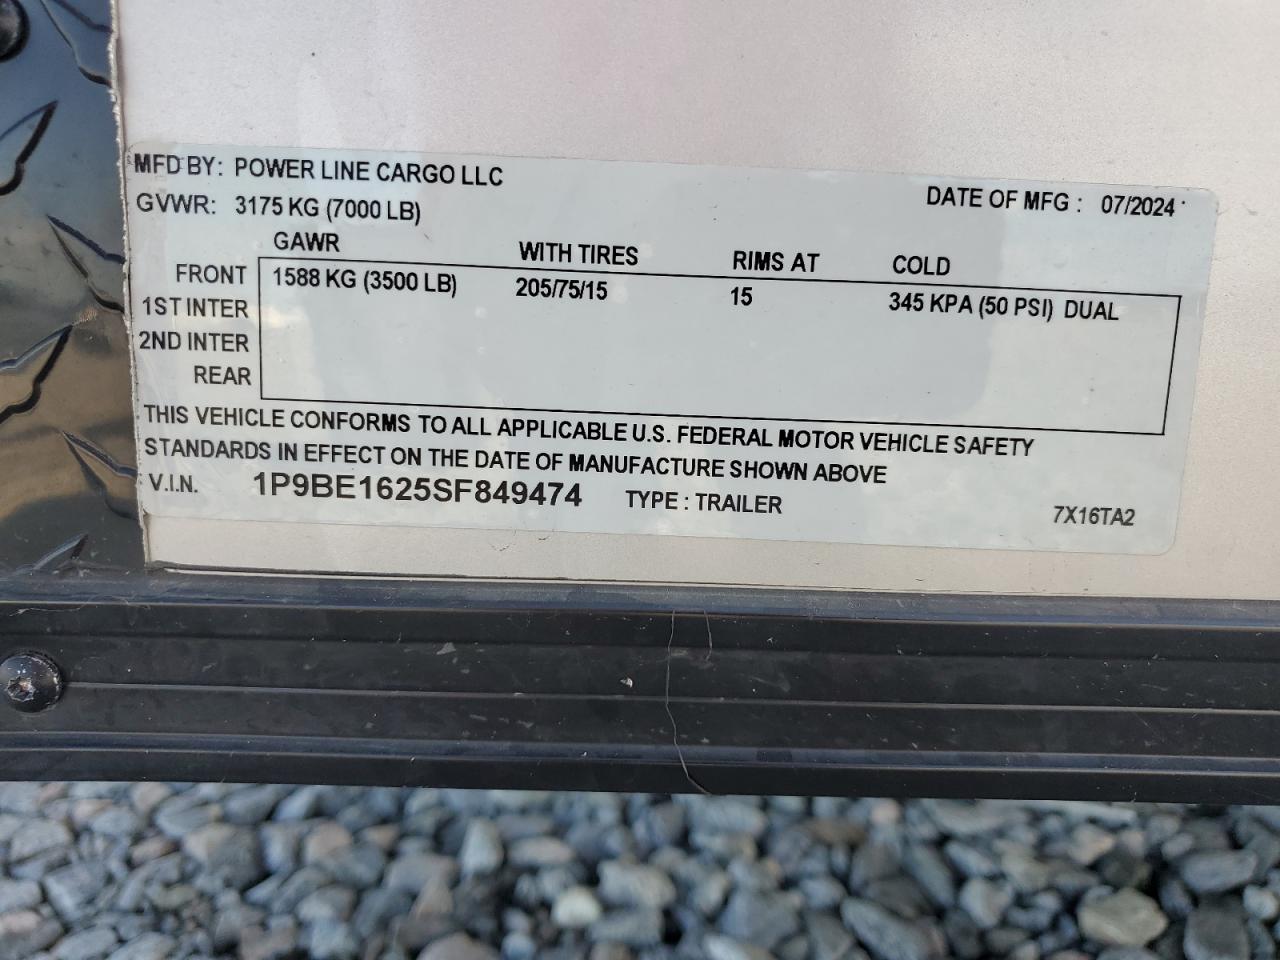 MFD BY: POWER LINE CARGO LLC DATE OF MFG : 07/2024
GVWR: 3175 KG (7000 LB)
GAWR WITH TIRES RIMS AT COLD
FRONT 1588 KG (3500 LB) 205/75/15 15 345 KPA (50 PSI) DUAL
1ST INTER
2ND INTER
REAR
THIS VEHICLE CONFORMS TO ALL APPLICABLE U.S. FEDERAL MOTOR VEHICLE SAFETY
STANDARDS IN EFFECT ON THE DATE OF MANUFACTURE SHOWN ABOVE
V.I.N. 1P9BE1625SF849474 TYPE : TRAILER 7X16TA2